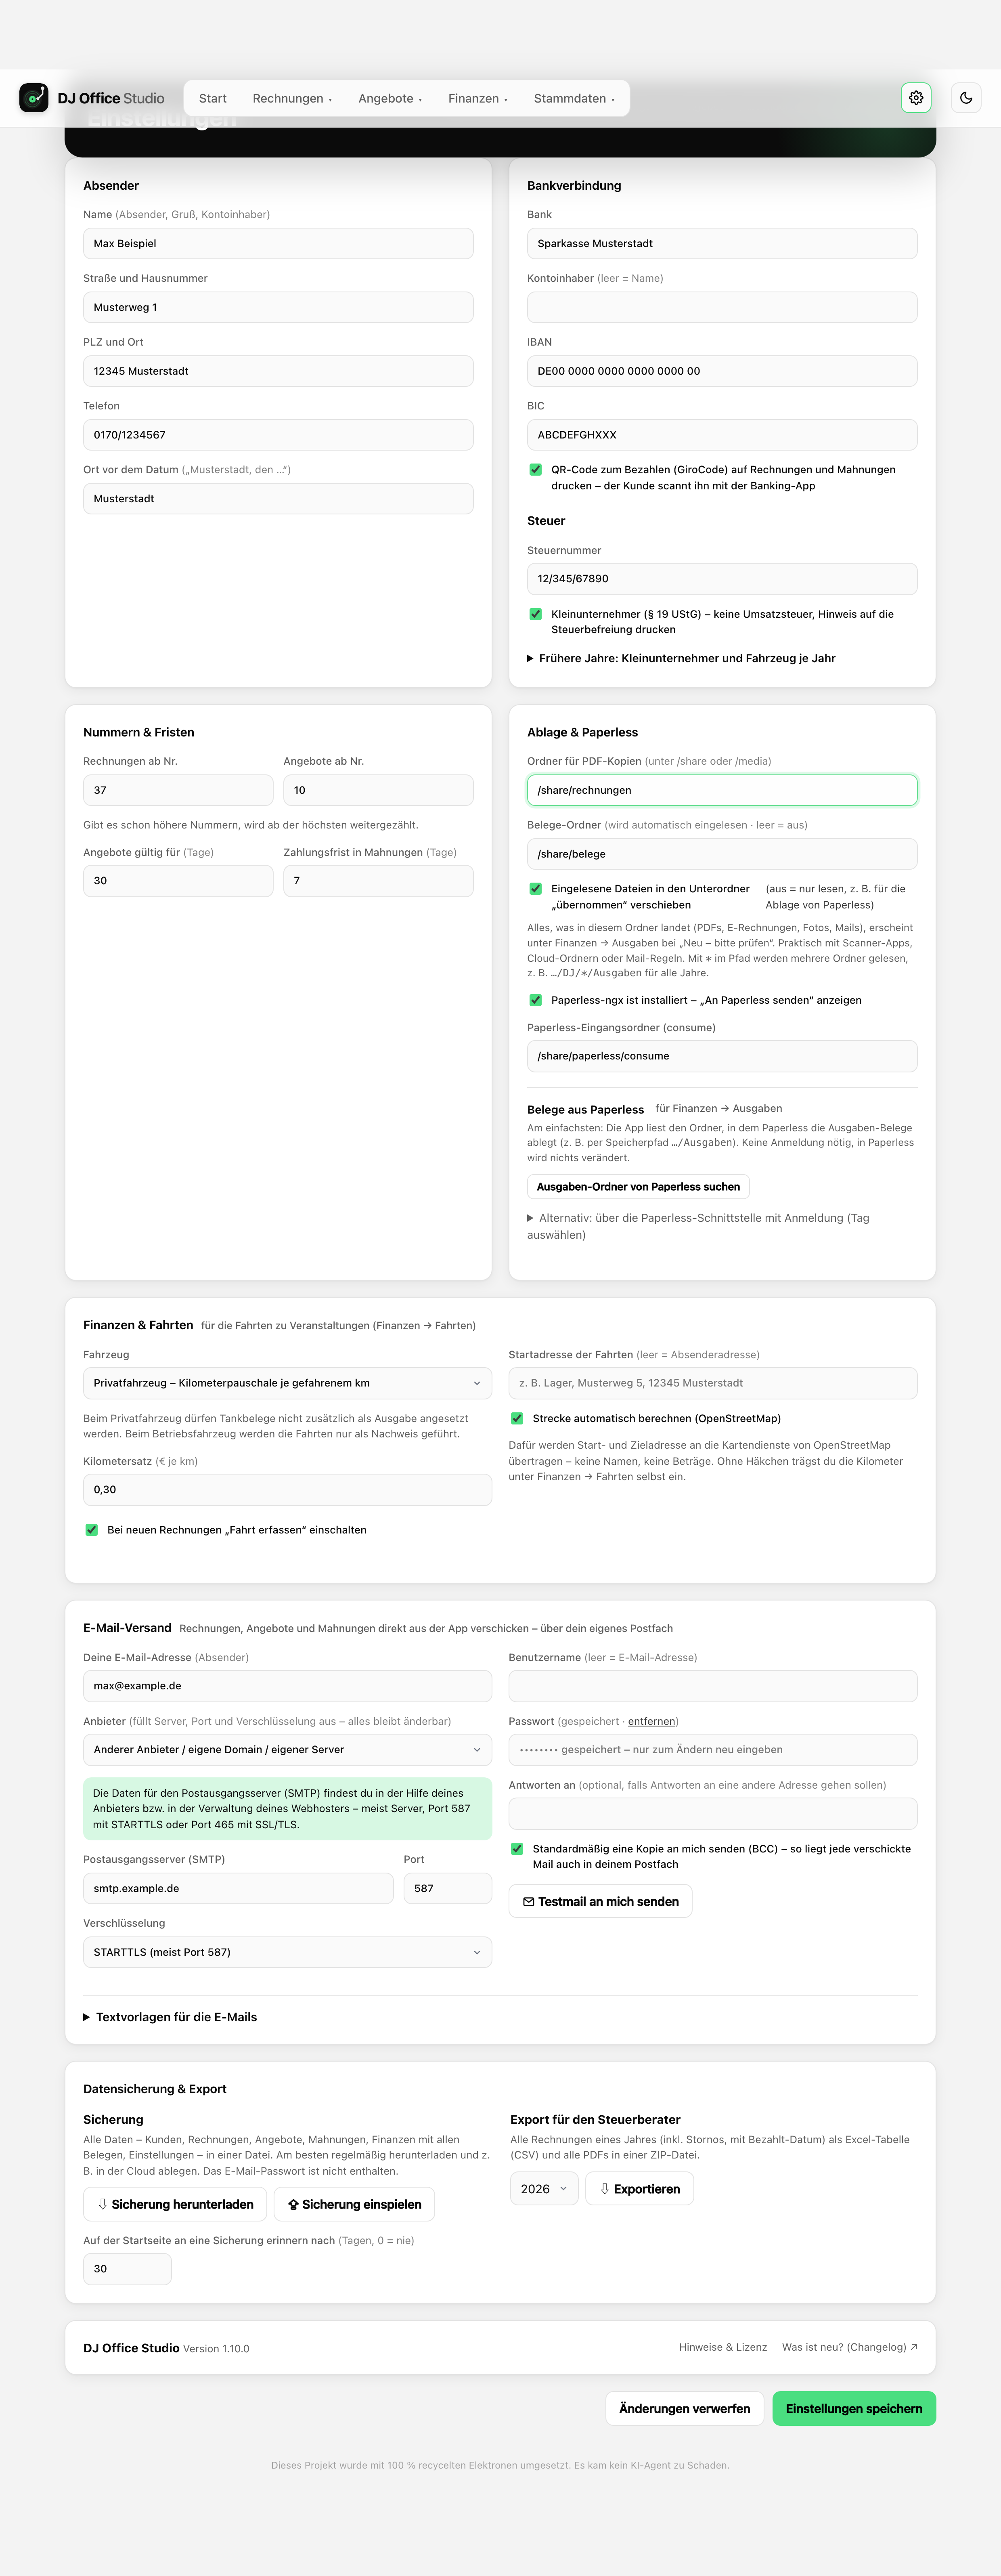 DJ Office Studio
Start
Rechnungen
Angebote
Finanzen
Stammdaten
Einstellungen
Absender
Name (Absender, Gruß, Kontoinhaber)
Max Beispiel
Straße und Hausnummer
Musterweg 1
PLZ und Ort
12345 Musterstadt
Telefon
0170/1234567
Ort vor dem Datum („Musterstadt, den …“)
Musterstadt
Bankverbindung
Bank
Sparkasse Musterstadt
Kontoinhaber (leer = Name)
IBAN
DE00 0000 0000 0000 0000 00
BIC
ABCDEFGHXXX
QR-Code zum Bezahlen (GiroCode) auf Rechnungen und Mahnungen
drucken – der Kunde scannt ihn mit der Banking-App
Steuer
Steuernummer
12/345/67890
Kleinunternehmer (§ 19 UStG) – keine Umsatzsteuer, Hinweis auf die
Steuerbefreiung drucken
Frühere Jahre: Kleinunternehmer und Fahrzeug je Jahr
Nummern & Fristen
Rechnungen ab Nr.
Angebote ab Nr.
37
10
Gibt es schon höhere Nummern, wird ab der höchsten weitergezählt.
Angebote gültig für (Tage)
Zahlungsfrist in Mahnungen (Tage)
30
7
Ablage & Paperless
Ordner für PDF-Kopien (unter /share oder /media)
/share/rechnungen
Belege-Ordner (wird automatisch eingelesen · leer = aus)
/share/belege
Eingelesene Dateien in den Unterordner
„übernommen“ verschieben
(aus = nur lesen, z. B. für die
Ablage von Paperless)
Alles, was in diesem Ordner landet (PDFs, E-Rechnungen, Fotos, Mails), erscheint
unter Finanzen → Ausgaben bei „Neu – bitte prüfen“. Praktisch mit Scanner-Apps,
Cloud-Ordnern oder Mail-Regeln. Mit * im Pfad werden mehrere Ordner gelesen,
z. B. …/DJ/*/Ausgaben für alle Jahre.
Paperless-ngx ist installiert – „An Paperless senden“ anzeigen
Paperless-Eingangsordner (consume)
/share/paperless/consume
Belege aus Paperless für Finanzen → Ausgaben
Am einfachsten: Die App liest den Ordner, in dem Paperless die Ausgaben-Belege
ablegt (z. B. per Speicherpfad …/Ausgaben). Keine Anmeldung nötig, in Paperless
wird nichts verändert.
Ausgaben-Ordner von Paperless suchen
Alternativ: über die Paperless-Schnittstelle mit Anmeldung (Tag
auswählen)
Finanzen & Fahrten für die Fahrten zu Veranstaltungen (Finanzen → Fahrten)
Fahrzeug
Privatfahrzeug – Kilometerpauschale je gefahrenem km
Beim Privatfahrzeug dürfen Tankbelege nicht zusätzlich als Ausgabe angesetzt
werden. Beim Betriebsfahrzeug werden die Fahrten nur als Nachweis geführt.
Kilometersatz (€ je km)
0,30
Bei neuen Rechnungen „Fahrt erfassen“ einschalten
Startadresse der Fahrten (leer = Absenderadresse)
z. B. Lager, Musterweg 5, 12345 Musterstadt
Strecke automatisch berechnen (OpenStreetMap)
Dafür werden Start- und Zieladresse an die Kartendienste von OpenStreetMap
übertragen – keine Namen, keine Beträge. Ohne Häkchen trägst du die Kilometer
unter Finanzen → Fahrten selbst ein.
E-Mail-Versand Rechnungen, Angebote und Mahnungen direkt aus der App verschicken – über dein eigenes Postfach
Deine E-Mail-Adresse (Absender)
max@example.de
Anbieter (füllt Server, Port und Verschlüsselung aus – alles bleibt änderbar)
Anderer Anbieter / eigene Domain / eigener Server
Die Daten für den Postausgangsserver (SMTP) findest du in der Hilfe deines
Anbieters bzw. in der Verwaltung deines Webhosters – meist Server, Port 587
mit STARTTLS oder Port 465 mit SSL/TLS.
Postausgangsserver (SMTP)
Port
smtp.example.de
587
Verschlüsselung
STARTTLS (meist Port 587)
Benutzername (leer = E-Mail-Adresse)
Passwort (gespeichert · entfernen)
•••••••• gespeichert – nur zum Ändern neu eingeben
Antworten an (optional, falls Antworten an eine andere Adresse gehen sollen)
Standardmäßig eine Kopie an mich senden (BCC) – so liegt jede verschickte
Mail auch in deinem Postfach
Testmail an mich senden
Textvorlagen für die E-Mails
Datensicherung & Export
Sicherung
Alle Daten – Kunden, Rechnungen, Angebote, Mahnungen, Finanzen mit allen
Belegen, Einstellungen – in einer Datei. Am besten regelmäßig herunterladen und z.
B. in der Cloud ablegen. Das E-Mail-Passwort ist nicht enthalten.
Sicherung herunterladen
Sicherung einspielen
Auf der Startseite an eine Sicherung erinnern nach (Tagen, 0 = nie)
30
Export für den Steuerberater
Alle Rechnungen eines Jahres (inkl. Stornos, mit Bezahlt-Datum) als Excel-Tabelle
(CSV) und alle PDFs in einer ZIP-Datei.
2026
Exportieren
DJ Office Studio Version 1.10.0
Hinweise & Lizenz
Was ist neu? (Changelog) ↗
Änderungen verwerfen
Einstellungen speichern
Dieses Projekt wurde mit 100 % recycelten Elektronen umgesetzt. Es kam kein KI-Agent zu Schaden.